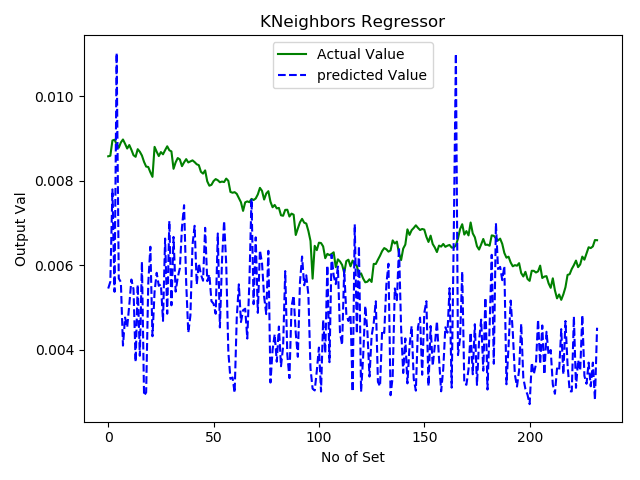 KNeighbors Regressor
Actual Value
predicted Value
Output Val
0.010
0.008
0.006
0.004
0
50
100
150
200
No of Set